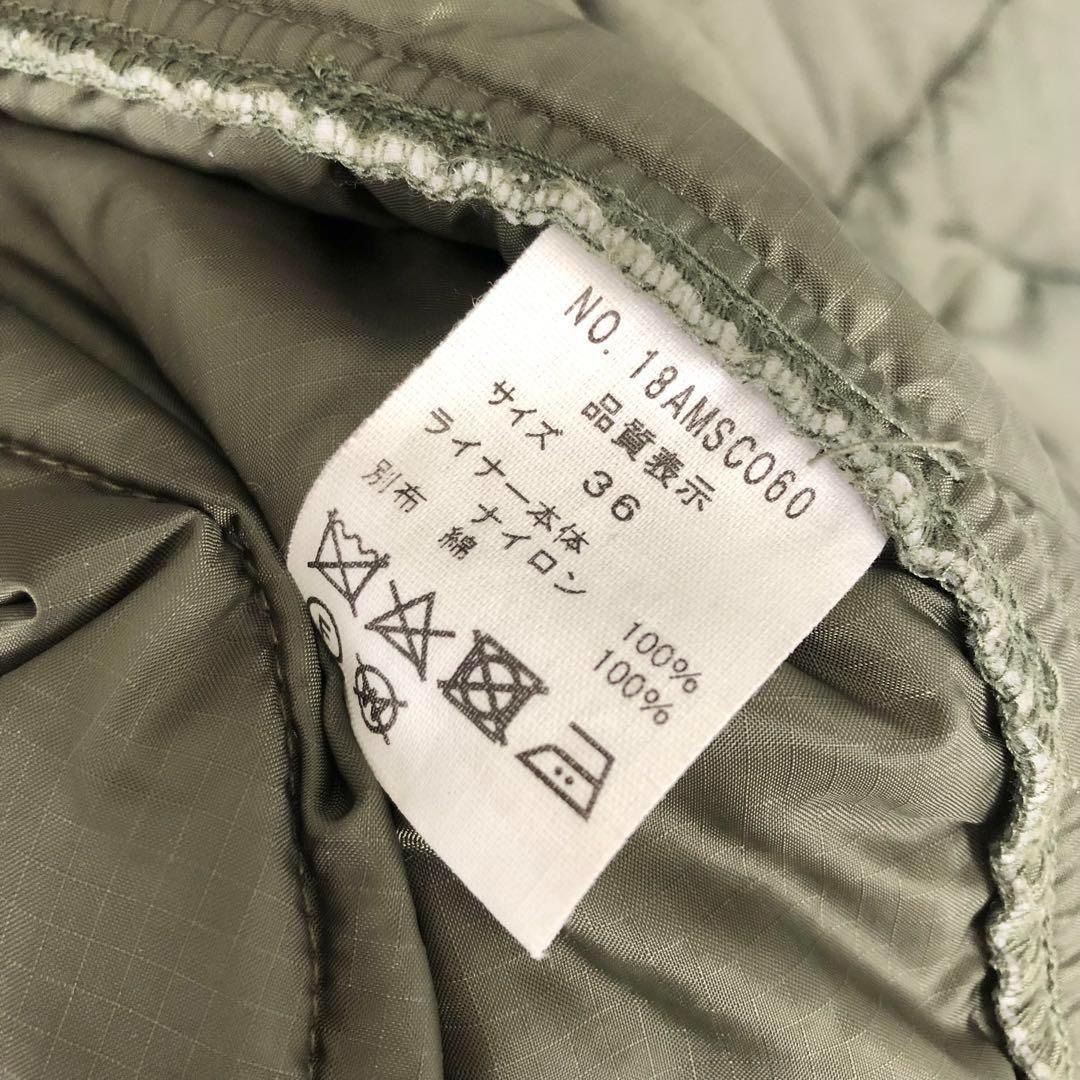 NO. 18AMSCO60
品質表示
サイズ 36
ライナー本体
ナイロン 100%
別布 綿 100%
F
W